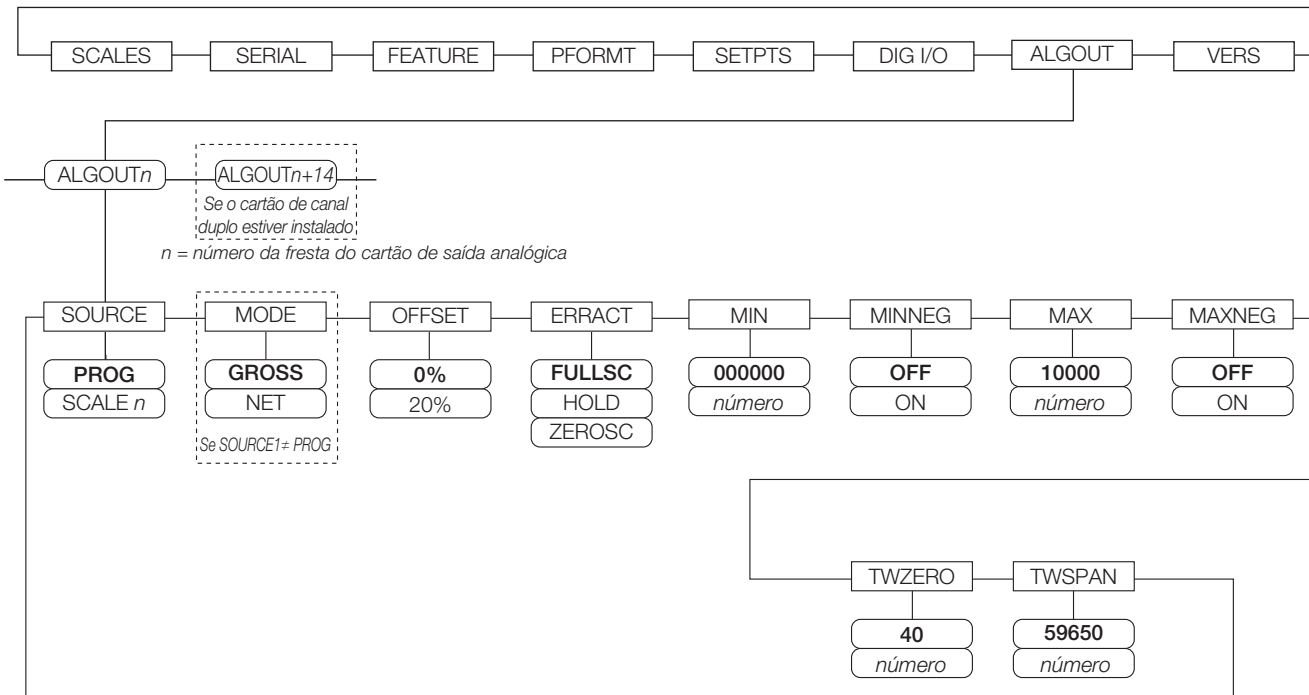 SCALES SERIAL FEATURE PFORMT SETPTS DIG I/O ALGOUT VERS
ALGOUTn ALGOUTn+14
Se o cartão de canal
duplo estiver instalado
n = número da fresta do cartão de saída analógica
SOURCE MODE OFFSET ERRACT MIN MINNEG MAX MAXNEG
PROG GROSS 0% FULLSC 000000 OFF 10000 OFF
SCALE n NET 20% HOLD número ON número ON
ZEROSC
Se SOURCE1≠ PROG
TWZERO TWSPAN
40 59650
número número